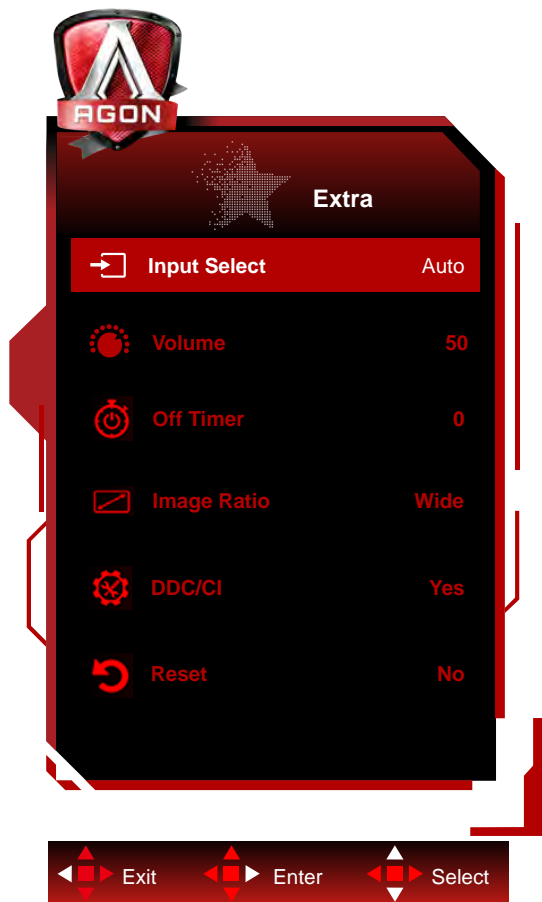 AGON
Extra
Input Select Auto
Volume 50
Off Timer 0
Image Ratio Wide
DDC/CI Yes
Reset No
Exit Enter Select